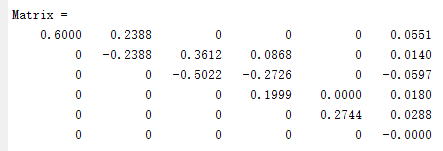 Matrix =
0.6000 0.2388 0 0 0 0.0551
0 -0.2388 0.3612 0.0868 0 0.0140
0 0 -0.5022 -0.2726 0 -0.0597
0 0 0 0.1999 0.0000 0.0180
0 0 0 0 0.2744 0.0288
0 0 0 0 0 -0.0000